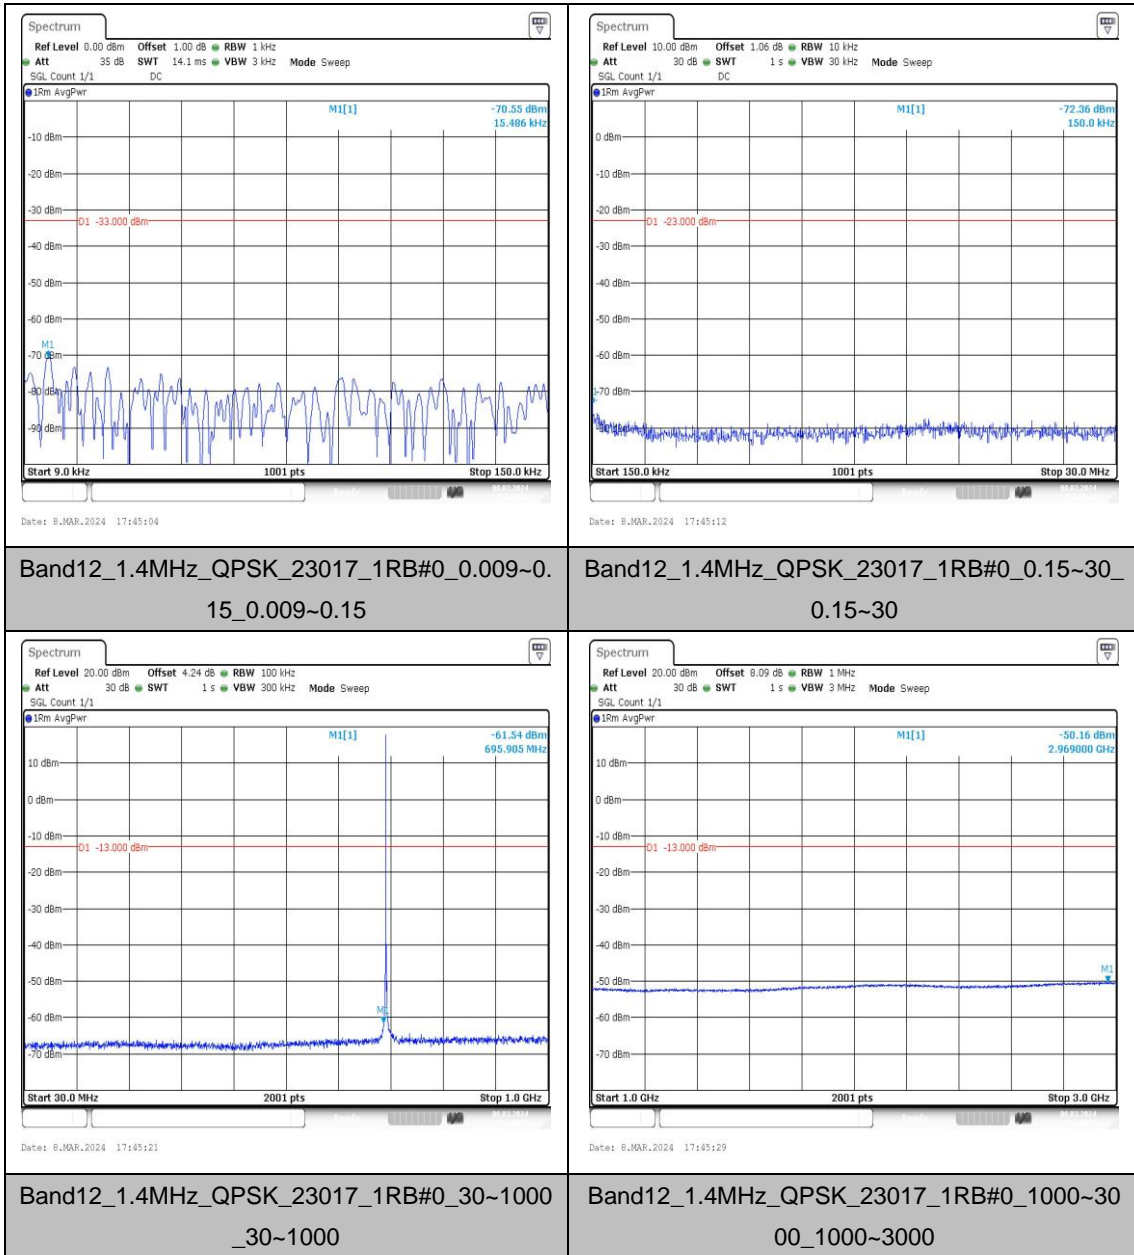 Spectrum
Ref Level 0.00 dBm Offset 1.00 dB RBW 1 kHz
Att 35 dB SWT 14.1 ms VBW 3 kHz Mode Sweep
SGL Count 1/1 DC
1Rm AvgPwr
M1[1] -70.55 dBm
15.486 kHz
-10 dBm
-20 dBm
-30 dBm
D1 -33.000 dBm
-40 dBm
-50 dBm
-60 dBm
M1
-70 dBm
-80 dBm
-90 dBm
Start 9.0 kHz 1001 pts Stop 150.0 kHz
Date: 8.MAR.2024 17:45:04
Band12_1.4MHz_QPSK_23017_1RB#0_0.009~0.
15_0.009~0.15
Spectrum
Ref Level 10.00 dBm Offset 1.06 dB RBW 10 kHz
Att 30 dB SWT 1 s VBW 30 kHz Mode Sweep
SGL Count 1/1 DC
1Rm AvgPwr
M1[1] -72.36 dBm
150.0 kHz
0 dBm
-10 dBm
-20 dBm
D1 -23.000 dBm
-30 dBm
-40 dBm
-50 dBm
-60 dBm
-70 dBm
Start 150.0 kHz 1001 pts Stop 30.0 MHz
Date: 8.MAR.2024 17:45:12
Band12_1.4MHz_QPSK_23017_1RB#0_0.15~30_
0.15~30
Spectrum
Ref Level 20.00 dBm Offset 4.24 dB RBW 100 kHz
Att 30 dB SWT 1 s VBW 300 kHz Mode Sweep
SGL Count 1/1
1Rm AvgPwr
M1[1] -61.54 dBm
695.905 MHz
10 dBm
0 dBm
-10 dBm
D1 -13.000 dBm
-20 dBm
-30 dBm
-40 dBm
-50 dBm
-60 dBm
-70 dBm
Start 30.0 MHz 2001 pts Stop 1.0 GHz
Date: 8.MAR.2024 17:45:21
Band12_1.4MHz_QPSK_23017_1RB#0_30~1000
_30~1000
Spectrum
Ref Level 20.00 dBm Offset 8.09 dB RBW 1 MHz
Att 30 dB SWT 1 s VBW 3 MHz Mode Sweep
SGL Count 1/1
1Rm AvgPwr
M1[1] -50.16 dBm
2.969000 GHz
10 dBm
0 dBm
-10 dBm
D1 -13.000 dBm
-20 dBm
-30 dBm
-40 dBm
M1
-50 dBm
-60 dBm
-70 dBm
Start 1.0 GHz 2001 pts Stop 3.0 GHz
Date: 8.MAR.2024 17:45:29
Band12_1.4MHz_QPSK_23017_1RB#0_1000~30
00_1000~3000